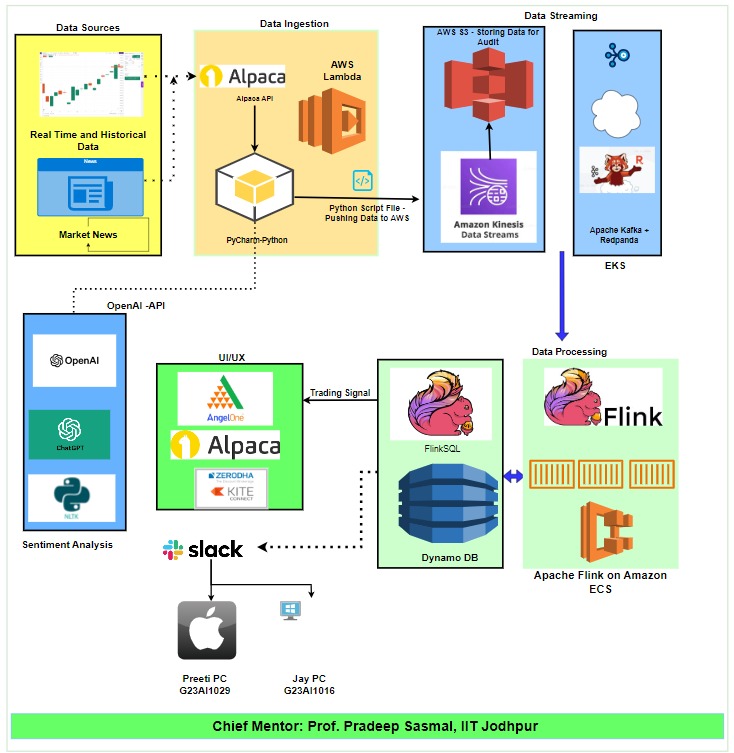 Data Sources
Data Ingestion
Data Streaming
Real Time and Historical
Data
News
Market News
Alpaca
Alpaca API
AWS
Lambda
PyCharm-Python
Python Script File -
Pushing Data to AWS
AWS S3 - Storing Data for
Audit
Amazon Kinesis
Data Streams
R
Apache Kafka +
Redpanda
EKS
OpenAI -API
OpenAI
ChatGPT
NLTK
Sentiment Analysis
UI/UX
AngelOne
Alpaca
ZERODHA
KITE
CONNECT
Trading Signal
FlinkSQL
Dynamo DB
Data Processing
Flink
Apache Flink on Amazon
ECS
slack
Preeti PC
G23AI1029
Jay PC
G23AI1016
Chief Mentor: Prof. Pradeep Sasmal, IIT Jodhpur